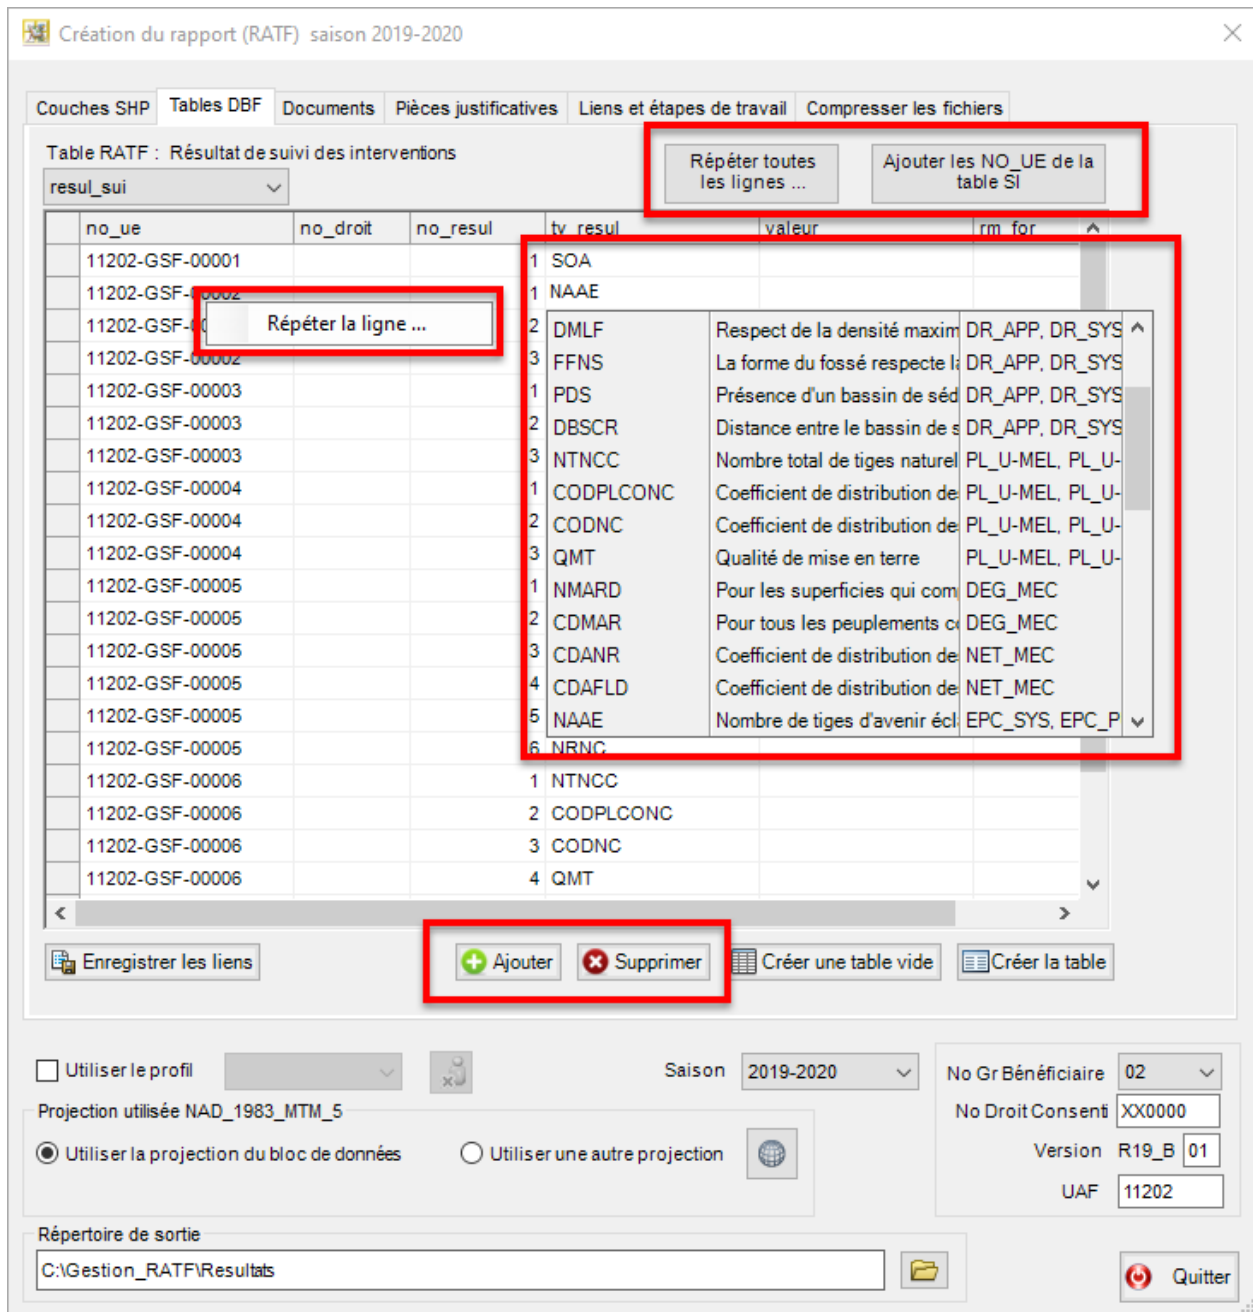 Création du rapport (RATF) saison 2019-2020
Couches SHP Tables DBF Documents Pièces justificatives Liens et étapes de travail Compresser les fichiers
Table RATF : Résultat de suivi des interventions
resul_sui
Répéter toutes
les lignes ...
Ajouter les NO_UE de la
table SI
no_ue no_droit no_resul ty_resul valeur rm_for
11202-GSF-00001 1 SOA
11202-GSF-00002 1 NAAE
11202-GSF-0 Répéter la ligne ... 2 DMLF Respect de la densité maxim DR_APP, DR_SYS
11202-GSF-00002 3 FFNS La forme du fossé respecte la DR_APP, DR_SYS
11202-GSF-00003 1 PDS Présence d'un bassin de séd DR_APP, DR_SYS
11202-GSF-00003 2 DBSCR Distance entre le bassin de s DR_APP, DR_SYS
11202-GSF-00003 3 NTNCC Nombre total de tiges naturel PL_U-MEL, PL_U-
11202-GSF-00004 1 CODPLCONC Coefficient de distribution de PL_U-MEL, PL_U-
11202-GSF-00004 2 CODNC Coefficient de distribution de PL_U-MEL, PL_U-
11202-GSF-00004 3 QMT Qualité de mise en terre PL_U-MEL, PL_U-
11202-GSF-00005 1 NMARD Pour les superficies qui com DEG_MEC
11202-GSF-00005 2 CDMAR Pour tous les peuplements co DEG_MEC
11202-GSF-00005 3 CDANR Coefficient de distribution de NET_MEC
11202-GSF-00005 4 CDAFLD Coefficient de distribution de NET_MEC
11202-GSF-00005 5 NAAE Nombre de tiges d'avenir écl EPC_SYS, EPC_P
11202-GSF-00005 6 NRNC
11202-GSF-00006 1 NTNCC
11202-GSF-00006 2 CODPLCONC
11202-GSF-00006 3 CODNC
11202-GSF-00006 4 QMT
Enregistrer les liens Ajouter Supprimer Créer une table vide Créer la table
Utiliser le profil Saison 2019-2020
No Gr Bénéficiaire 02
Projection utilisée NAD_1983_MTM_5
No Droit Consenti XX0000
Utiliser la projection du bloc de données Utiliser une autre projection
Version R19_B 01
UAF 11202
Répertoire de sortie
C:\Gestion_RATF\Resultats
Quitter